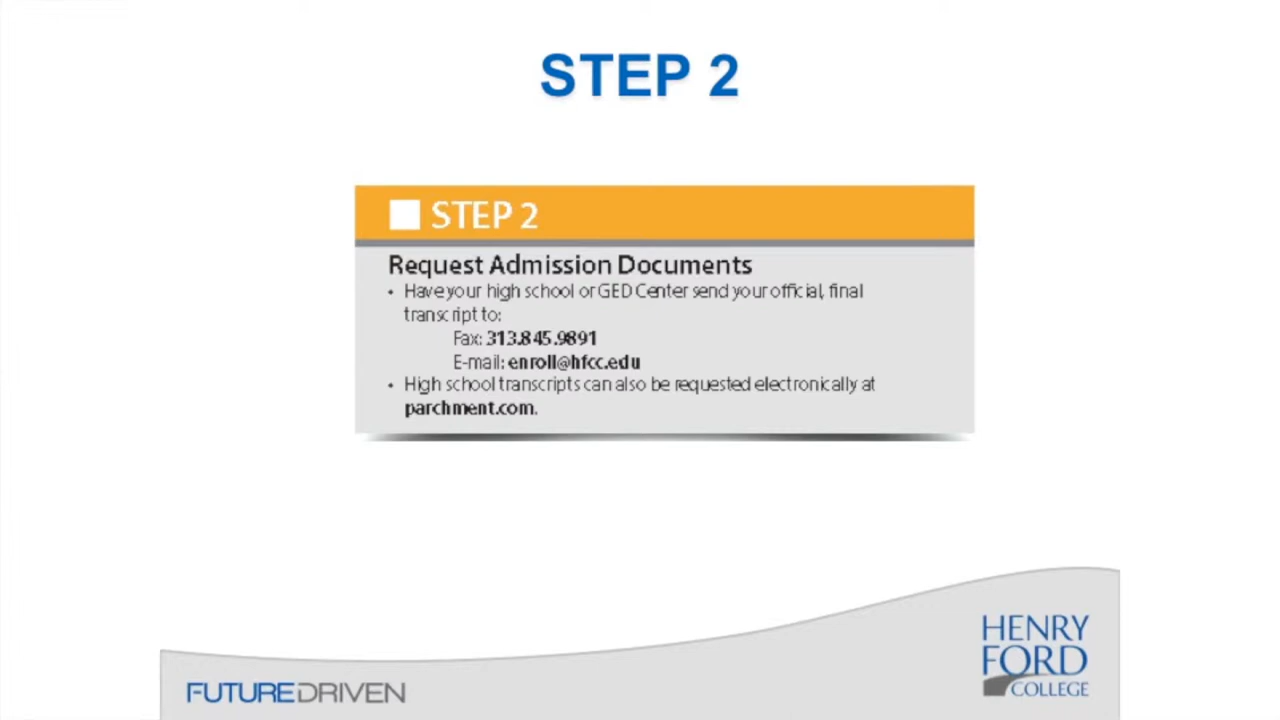 STEP 2
STEP 2
Request Admission Documents
• Have your high school or GED Center send your official, final
transcript to:
Fax: 313.845.9891
E-mail: enroll@hfcc.edu
• High school transcripts can also be requested electronically at
parchment.com.
FUTUREDRIVEN
HENRY
FORD
COLLEGE